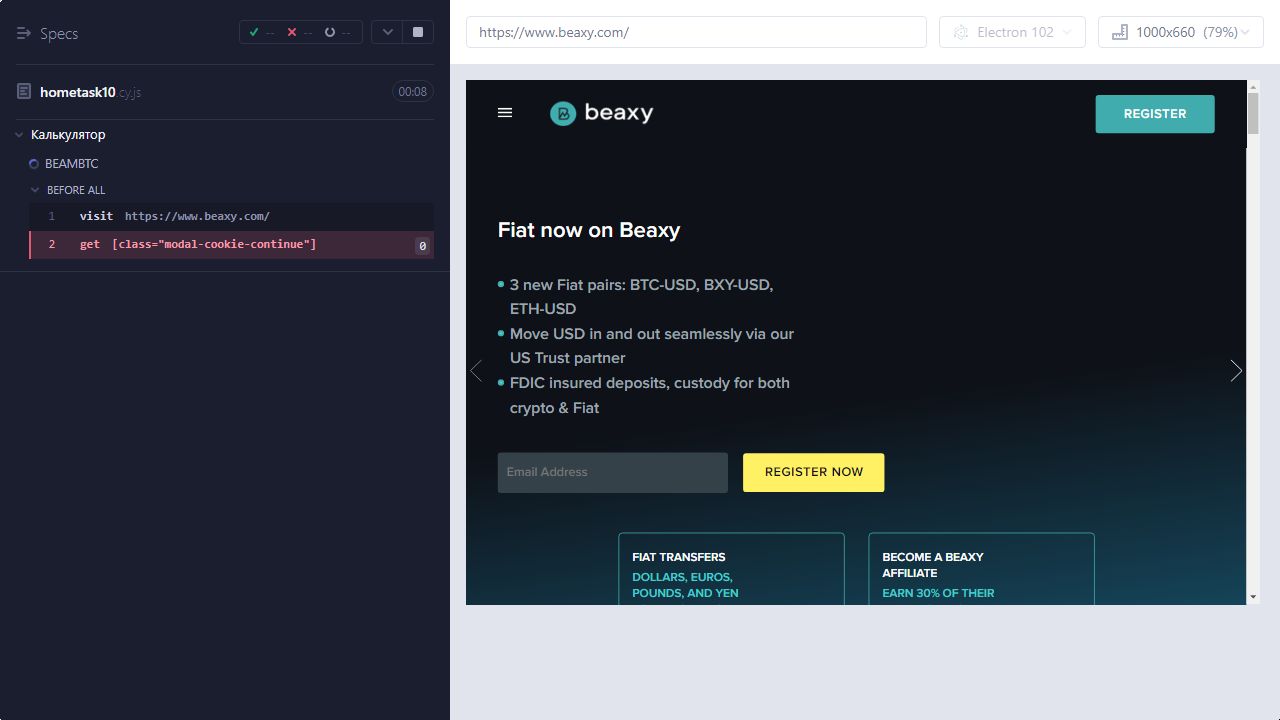 Specs
--
--
--
hometask10.cy.js
00:08
Калькулятор
BEAMBTC
BEFORE ALL
1 visit https://www.beaxy.com/
2 get [class="modal-cookie-continue"] 0
https://www.beaxy.com/
Electron 102
1000x660 (79%)
beaxy
REGISTER
Fiat now on Beaxy
3 new Fiat pairs: BTC-USD, BXY-USD,
ETH-USD
Move USD in and out seamlessly via our
US Trust partner
FDIC insured deposits, custody for both
crypto & Fiat
Email Address
REGISTER NOW
FIAT TRANSFERS
DOLLARS, EUROS,
POUNDS, AND YEN
BECOME A BEAXY
AFFILIATE
EARN 30% OF THEIR